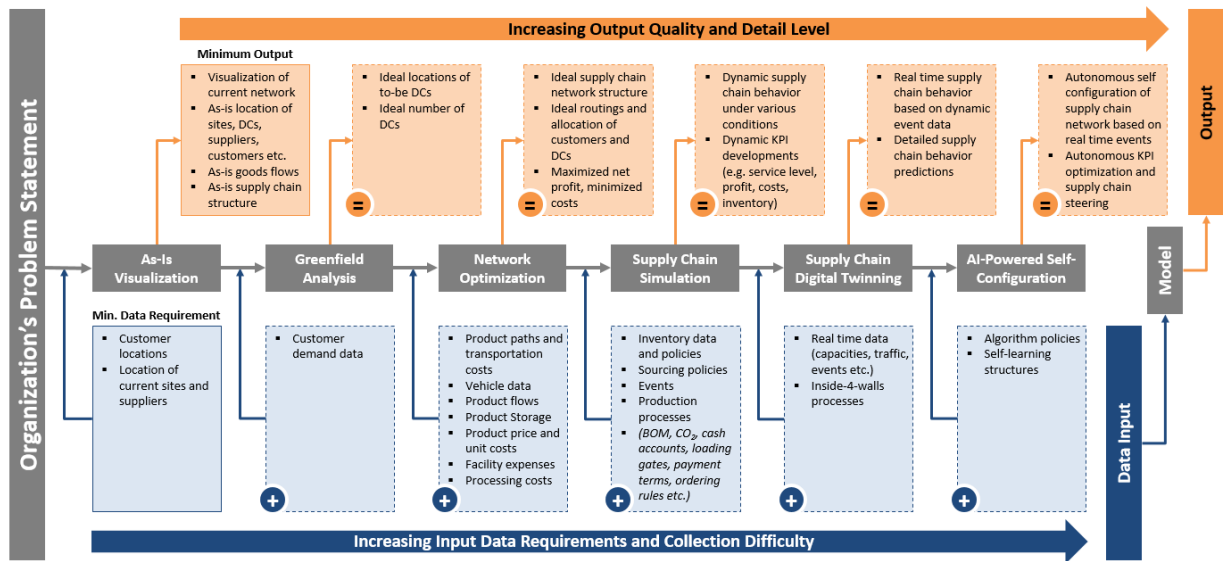 Organization's Problem Statement
Increasing Output Quality and Detail Level
Output
Minimum Output
▪ Visualization of
current network
▪ As-is location of
sites, DCs,
suppliers,
customers etc.
▪ As-is goods flows
▪ As-is supply chain
structure
▪ Ideal locations of
to-be DCs
▪ Ideal number of
DCs
=
▪ Ideal supply chain
network structure
▪ Ideal routings and
allocation of
customers and
DCs
▪ Maximized net
profit, minimized
costs
=
▪ Dynamic supply
chain behavior
under various
conditions
▪ Dynamic KPI
developments
(e.g. service level,
profit, costs,
inventory)
=
▪ Real time supply
chain behavior
based on dynamic
event data
▪ Detailed supply
chain behavior
predictions
=
▪ Autonomous self
configuration of
supply chain
network based on
real time events
▪ Autonomous KPI
optimization and
supply chain
steering
=
As-Is
Visualization
Greenfield
Analysis
Network
Optimization
Supply Chain
Simulation
Supply Chain
Digital Twinning
AI-Powered Self-
Configuration
Model
Min. Data Requirement
▪ Customer
locations
▪ Location of
current sites and
suppliers
▪ Customer
demand data
+
▪ Product paths and
transportation
costs
▪ Vehicle data
▪ Product flows
▪ Product Storage
▪ Product price and
unit costs
▪ Facility expenses
▪ Processing costs
+
▪ Inventory data
and policies
▪ Sourcing policies
▪ Events
▪ Production
processes
▪ (BOM, CO₂, cash
accounts, loading
gates, payment
terms, ordering
rules etc.)
+
▪ Real time data
(capacities, traffic,
events etc.)
▪ Inside-4-walls
processes
+
▪ Algorithm policies
▪ Self-learning
structures
+
Data Input
Increasing Input Data Requirements and Collection Difficulty